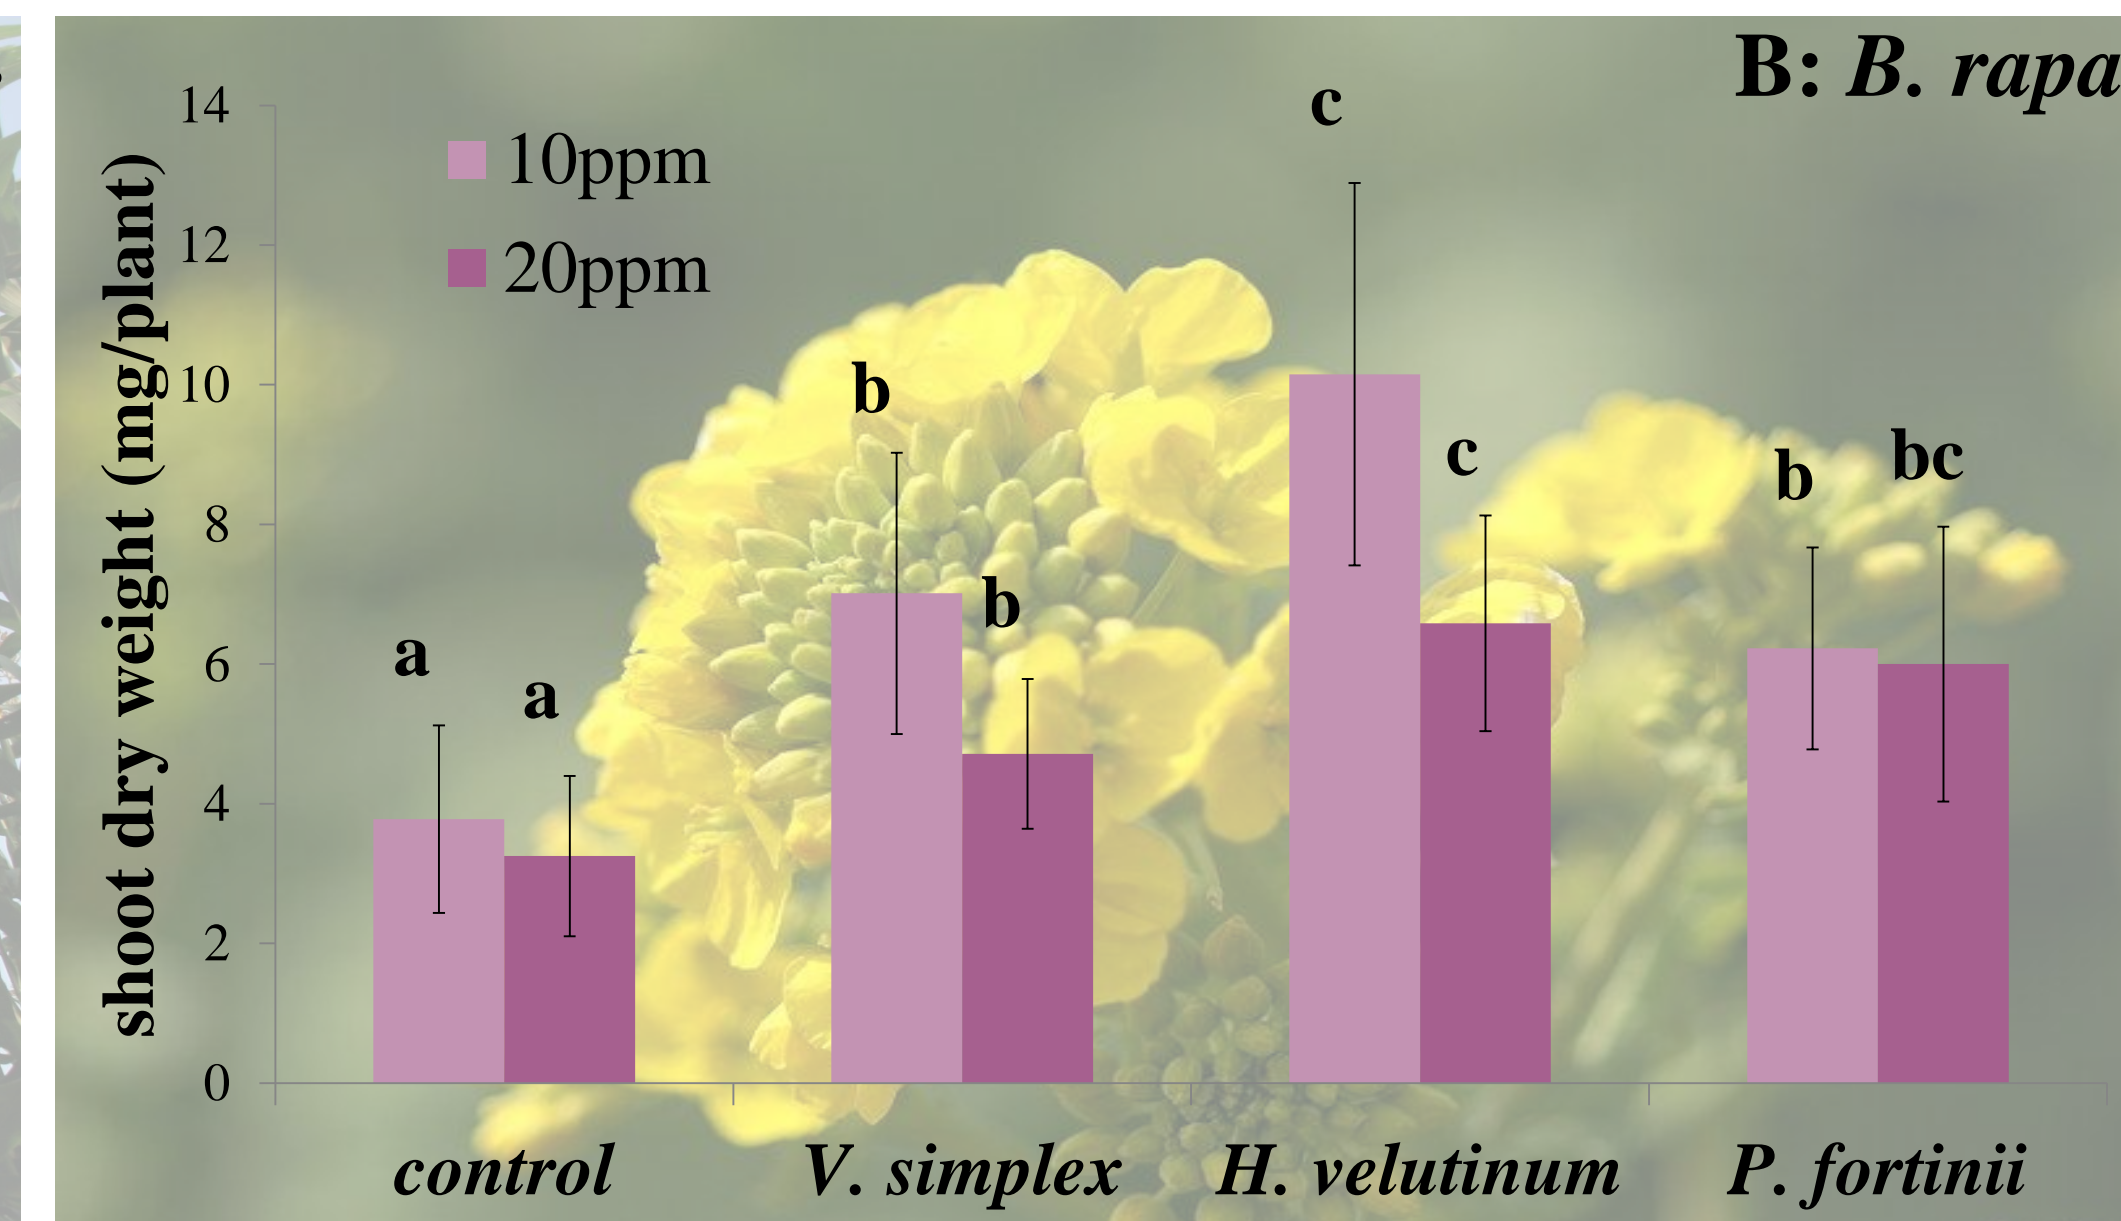 B: B. rapa
shoot dry weight (mg/plant)
14
12
10
8
6
4
2
0
10ppm
20ppm
a
a
b
b
c
c
b
bc
control
V. simplex
H. velutinum
P. fortinii